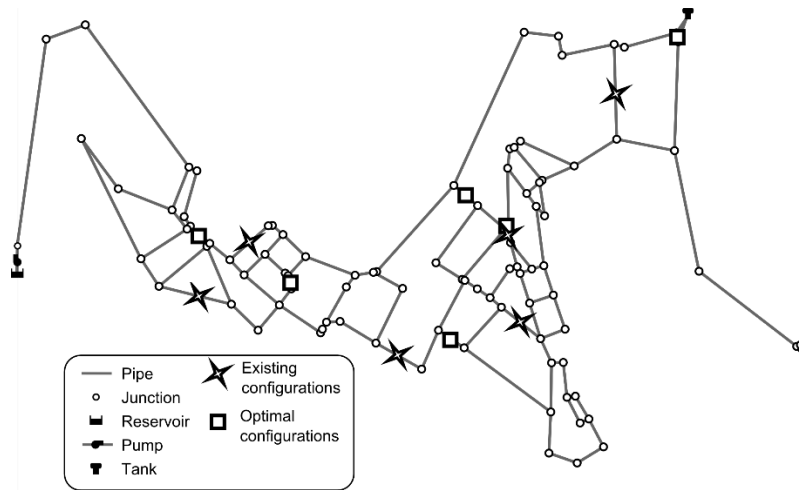 Pipe
Junction
Reservoir
Pump
Tank
Existing
configurations
Optimal
configurations